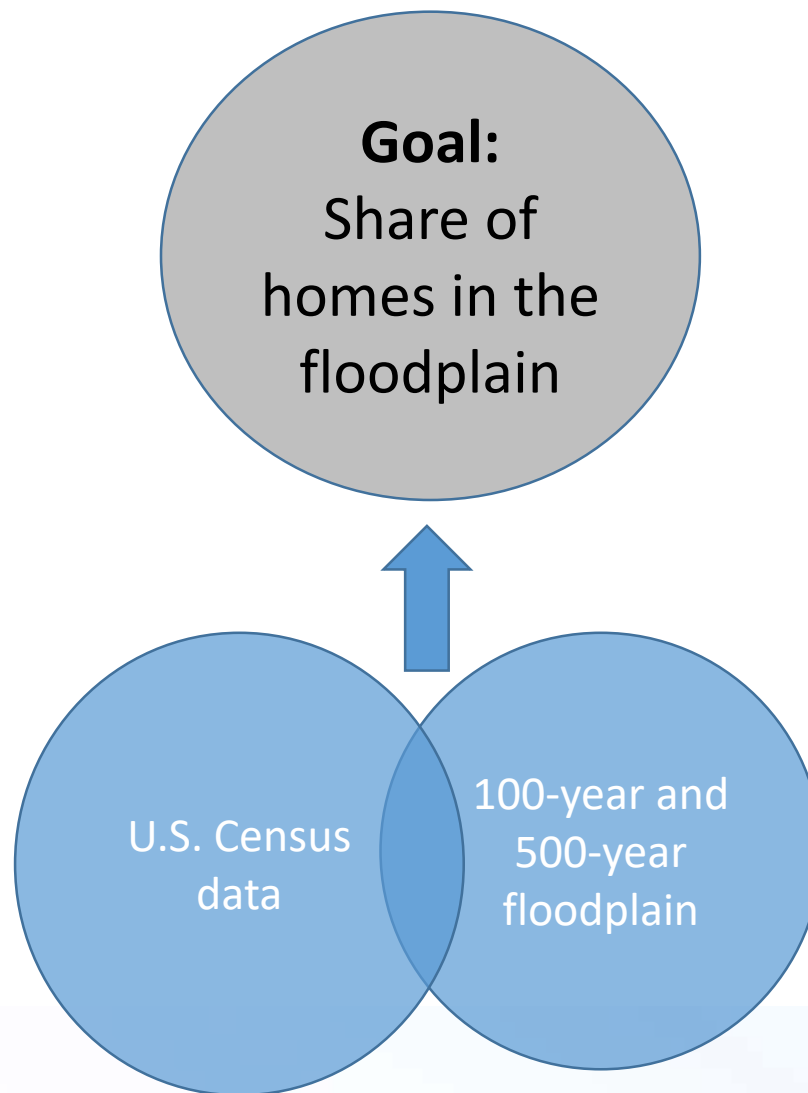 Goal:
Share of
homes in the
floodplain
U.S. Census
data
100-year and
500-year
floodplain